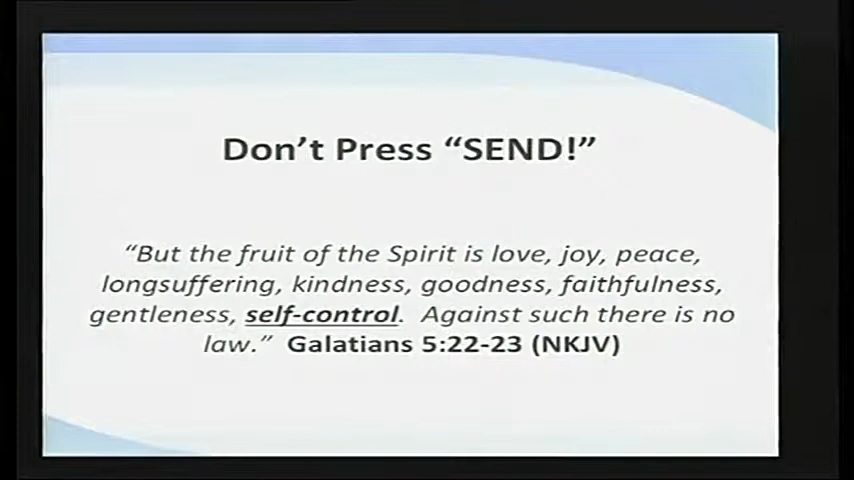 Don’t Press “SEND!”
“But the fruit of the Spirit is love, joy, peace,
longsuffering, kindness, goodness, faithfulness,
gentleness, self-control.  Against such there is no
law.”  Galatians 5:22-23 (NKJV)